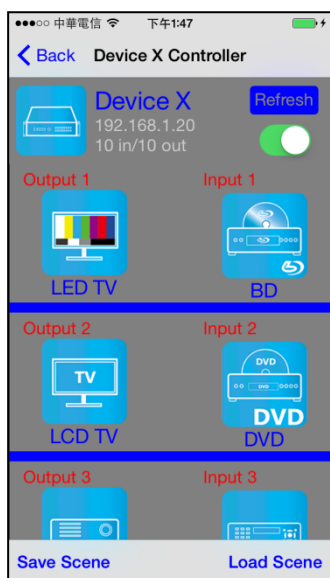 中華電信 下午1:47
Back Device X Controller
Device X Refresh
192.168.1.20
10 in/10 out
Output 1 Input 1
LED TV BD
Output 2 Input 2
TV DVD
DVD
LCD TV DVD
Output 3 Input 3
Save Scene Load Scene